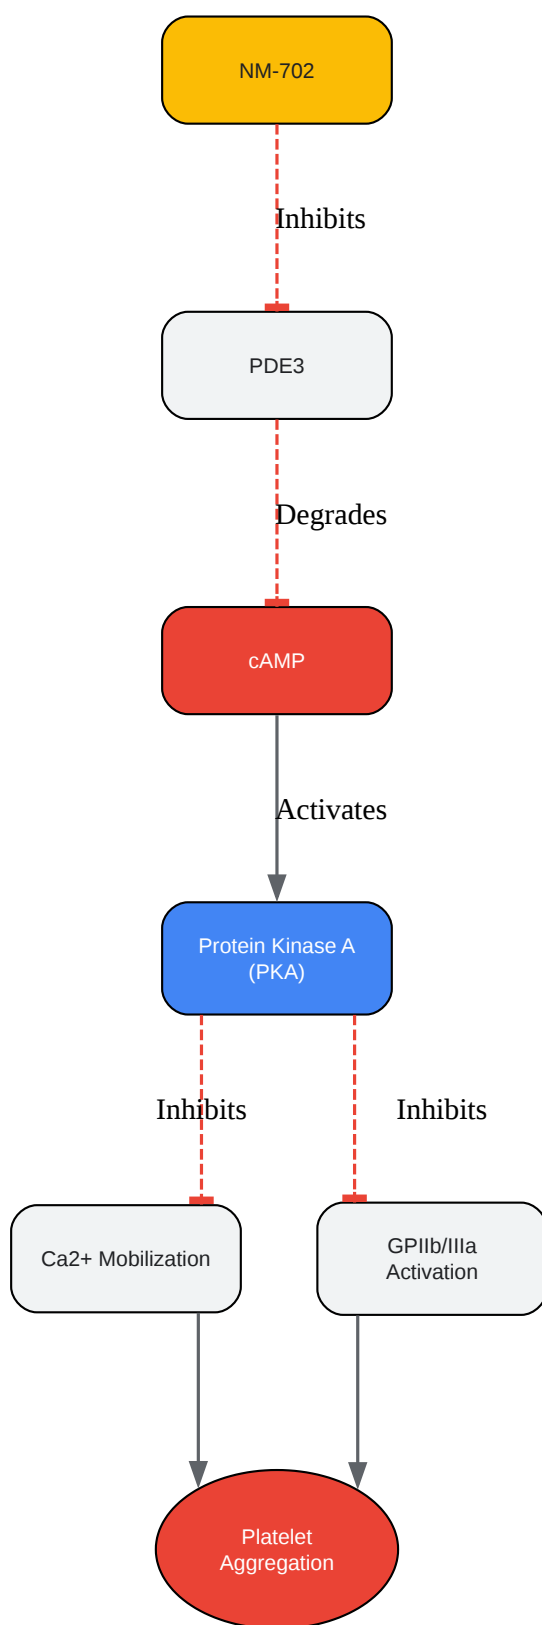 NM-702
Inhibits
PDE3
Degrades
cAMP
Activates
Protein Kinase A
(PKA)
Inhibits
Inhibits
Ca2+ Mobilization
GPIIb/IIIa
Activation
Platelet
Aggregation